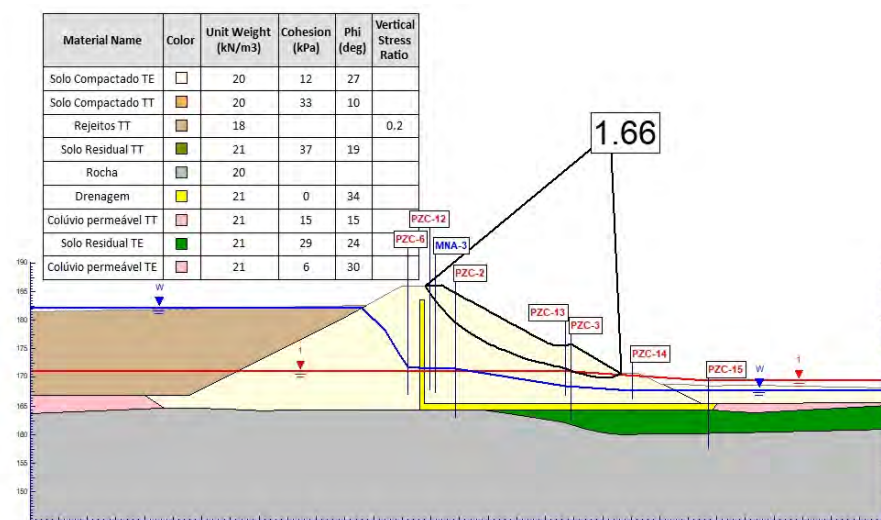 Material Name Color Unit Weight (kN/m3) Cohesion (kPa) Phi (deg) Vertical Stress Ratio
Solo Compactado TE 20 12 27
Solo Compactado TT 20 33 10
Rejeitos TT 18 0.2
Solo Residual TT 21 37 19
Rocha 20
Drenagem 21 0 34
Colúvio permeável TT 21 15 15
Solo Residual TE 21 29 24
Colúvio permeável TE 21 6 30
1.66
PZC-12
PZC-6
MNA-3
PZC-2
PZC-13
PZC-3
PZC-14
PZC-15
W
1
W
1
190
185
180
175
170
165
160
155
150